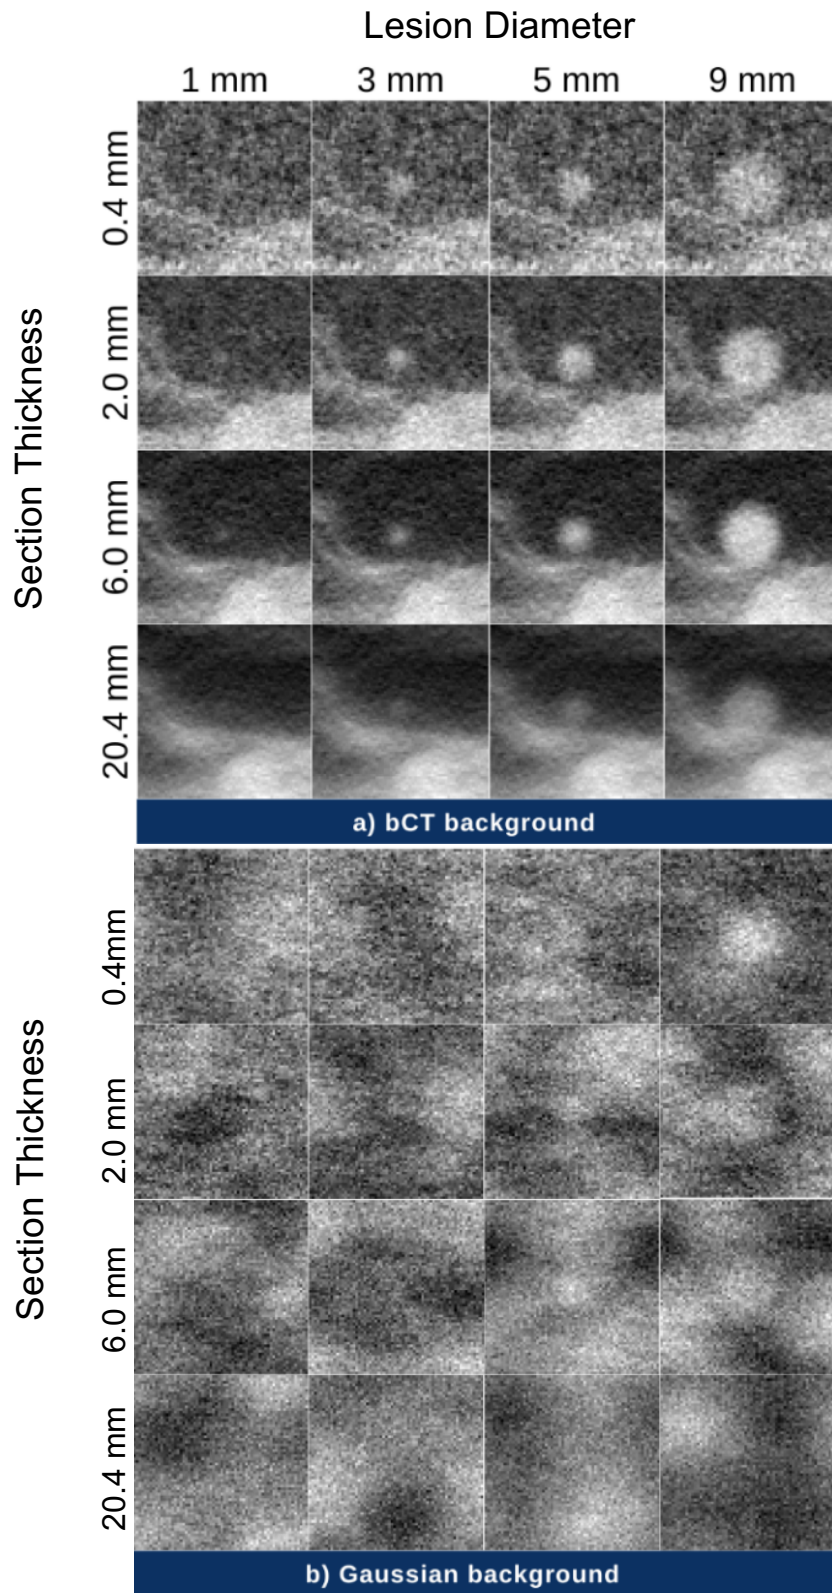 Lesion Diameter
1 mm 3 mm 5 mm 9 mm
Section Thickness
0.4 mm
2.0 mm
6.0 mm
20.4 mm
a) bCT background
Section Thickness
0.4mm
2.0 mm
6.0 mm
20.4 mm
b) Gaussian background